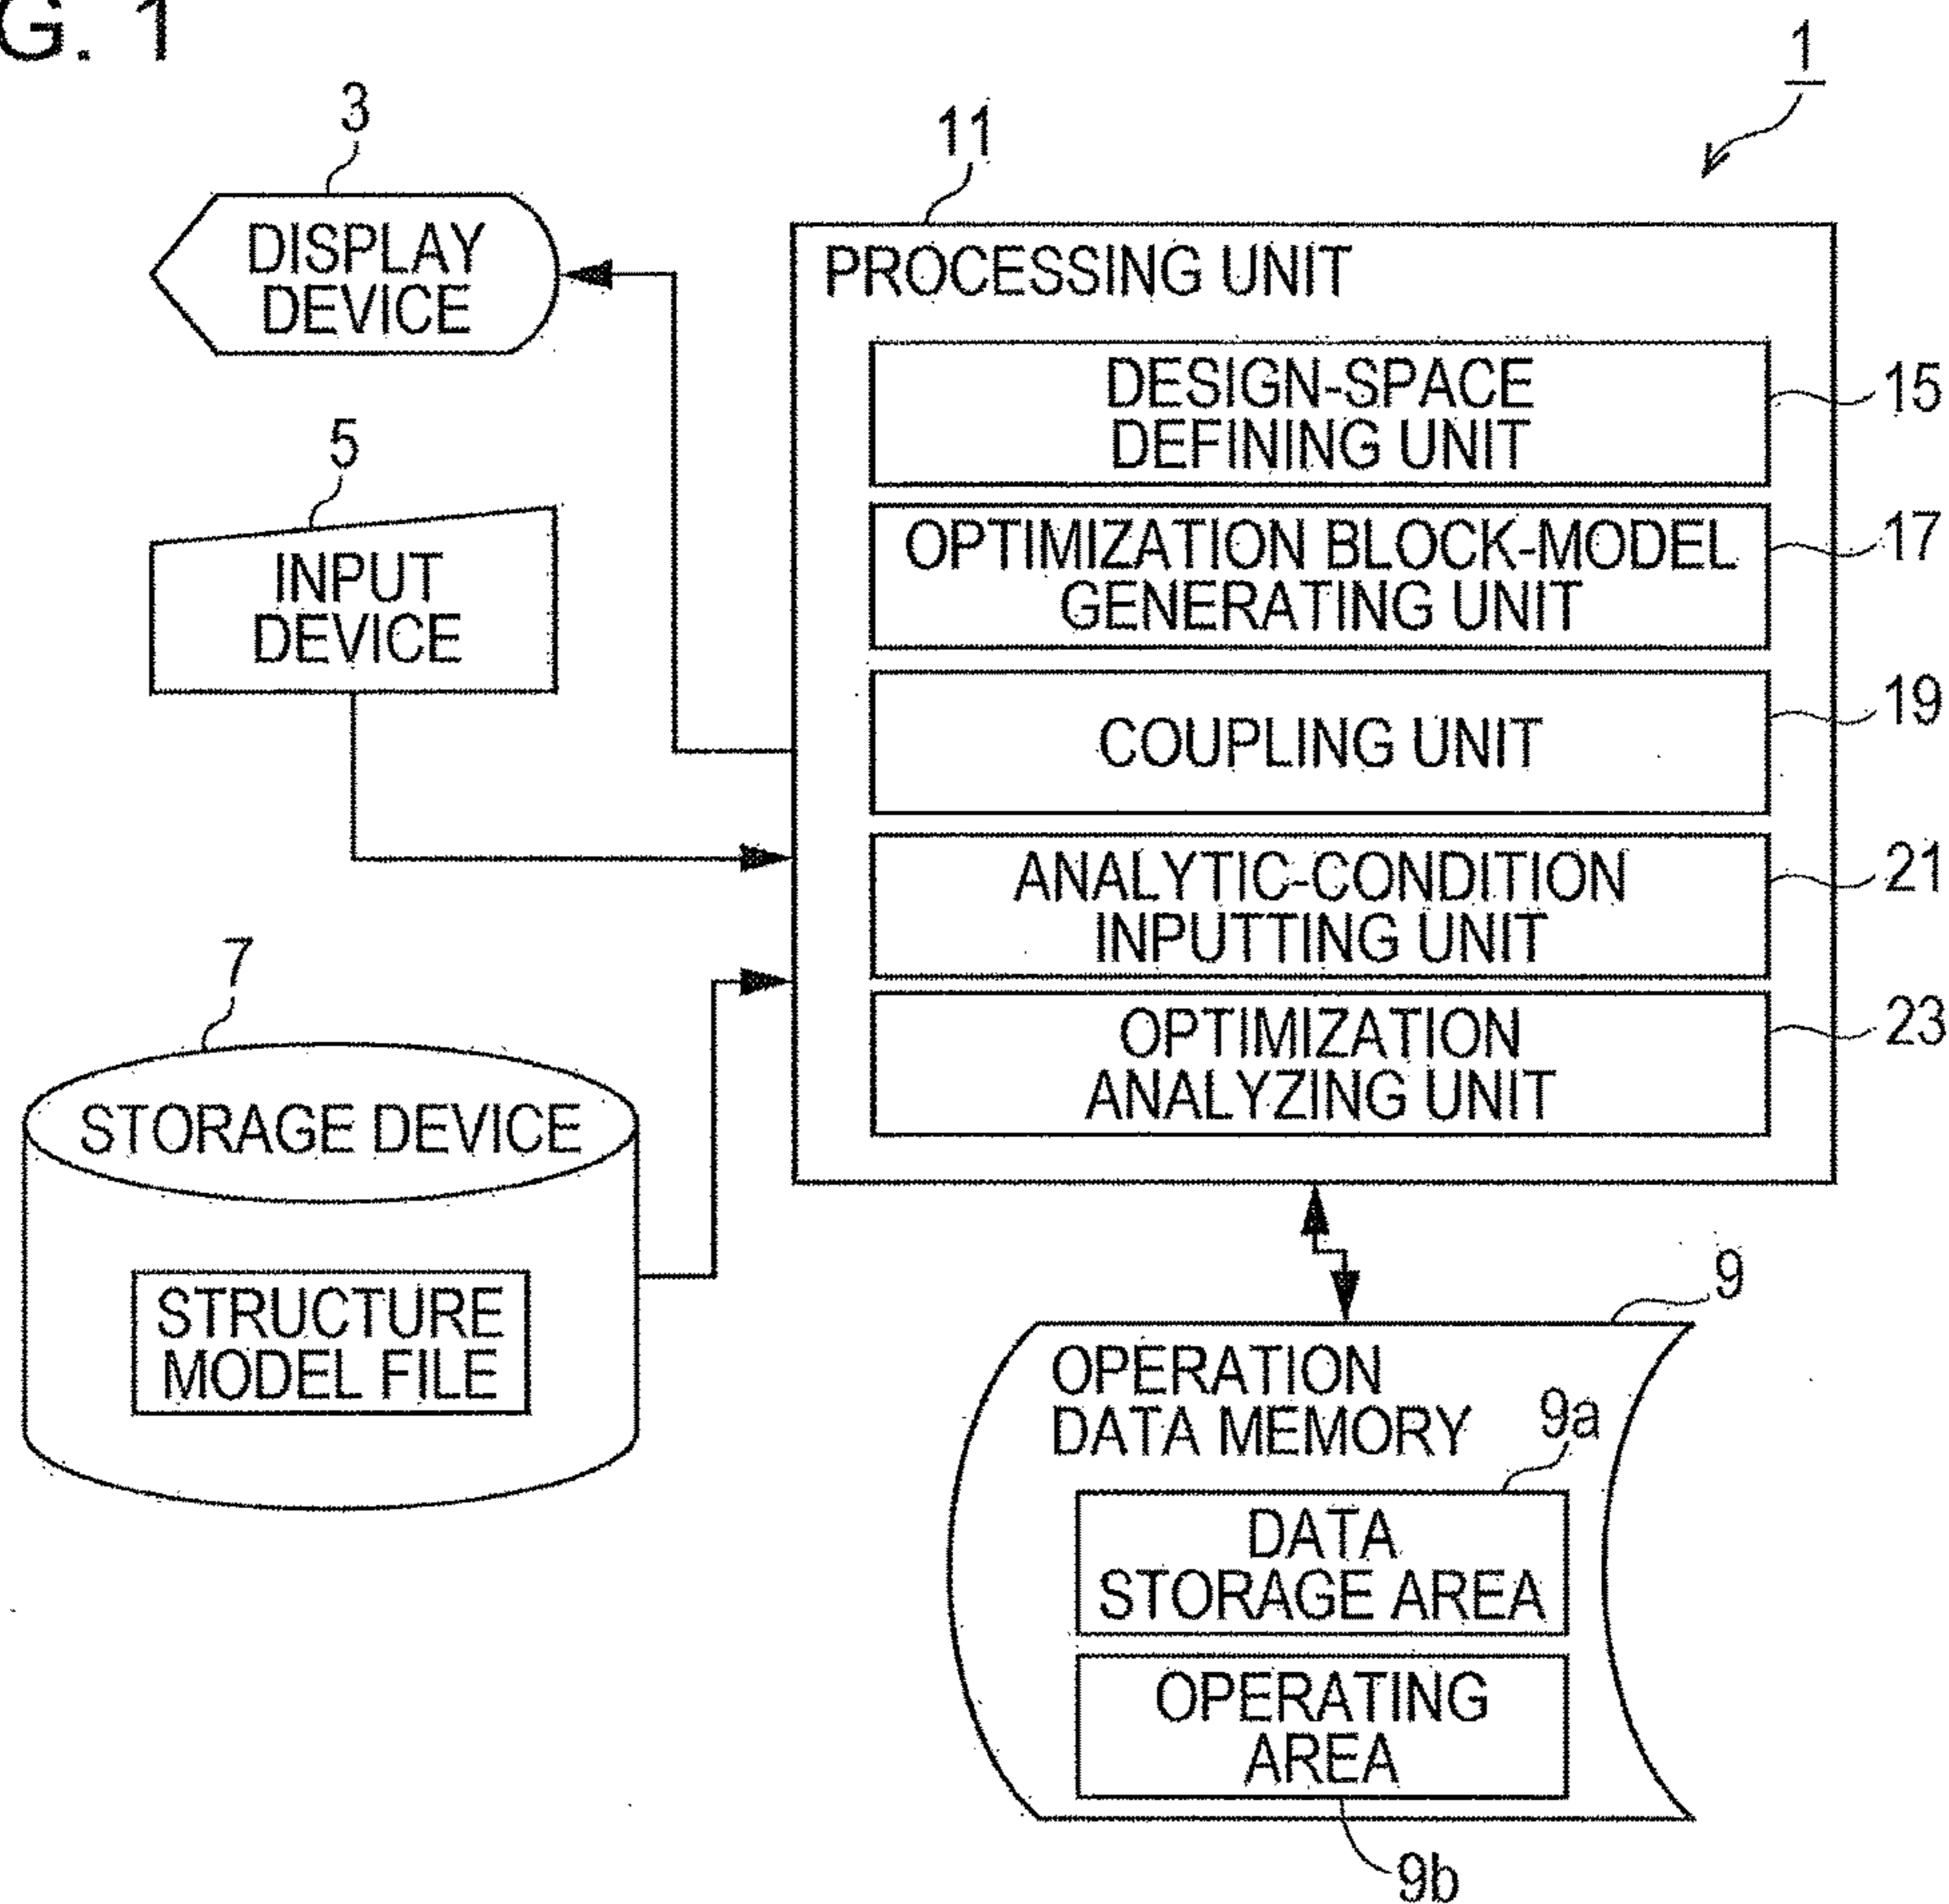 G. 1
1
3
11
DISPLAY
DEVICE
PROCESSING UNIT
DESIGN-SPACE
DEFINING UNIT
15
5
INPUT
DEVICE
OPTIMIZATION BLOCK-MODEL
GENERATING UNIT
17
COUPLING UNIT
19
ANALYTIC-CONDITION
INPUTTING UNIT
21
7
OPTIMIZATION
ANALYZING UNIT
23
STORAGE DEVICE
STRUCTURE
MODEL FILE
9
OPERATION
DATA MEMORY
9a
DATA
STORAGE AREA
OPERATING
AREA
9b